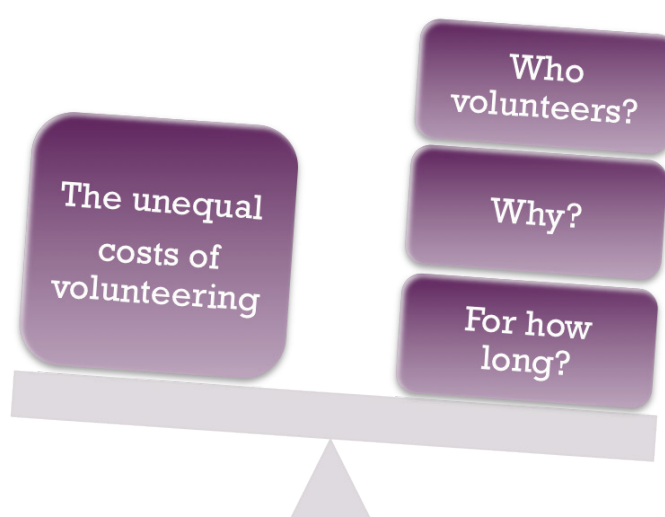 The unequal
costs of
volunteering
Who
volunteers?
Why?
For how
long?